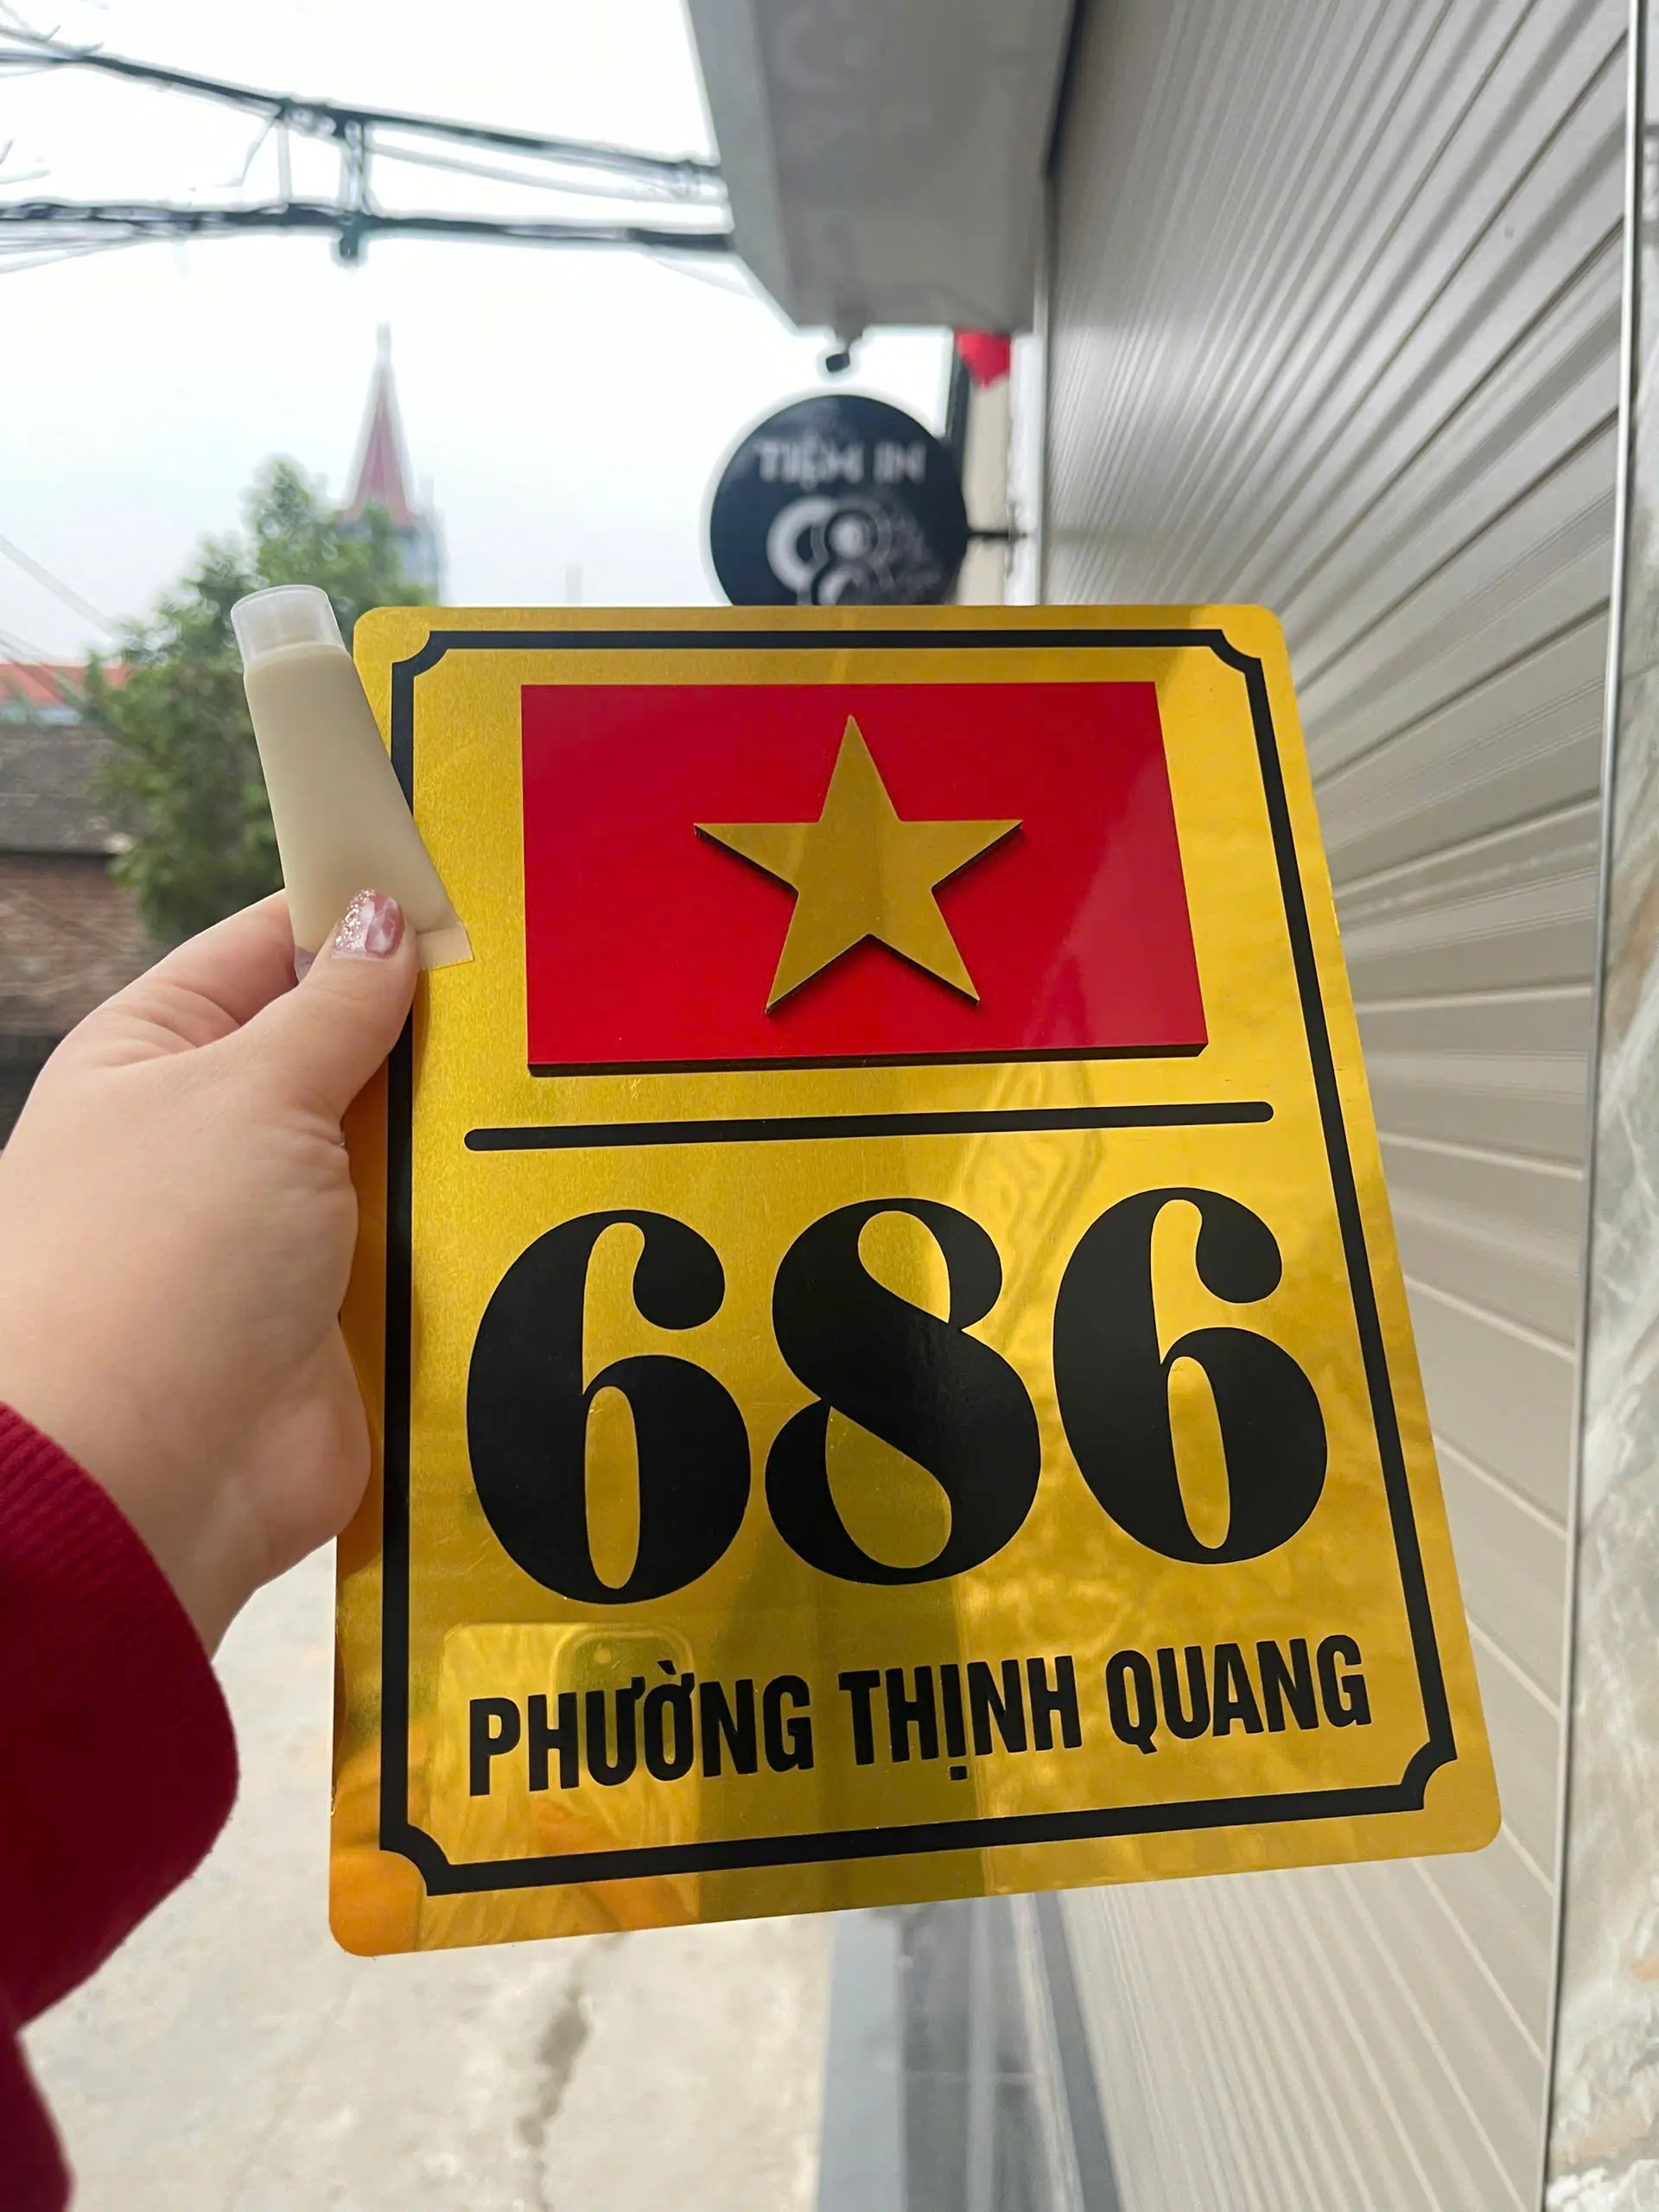 TIỆM IN
686
PHƯỜNG THỊNH QUANG